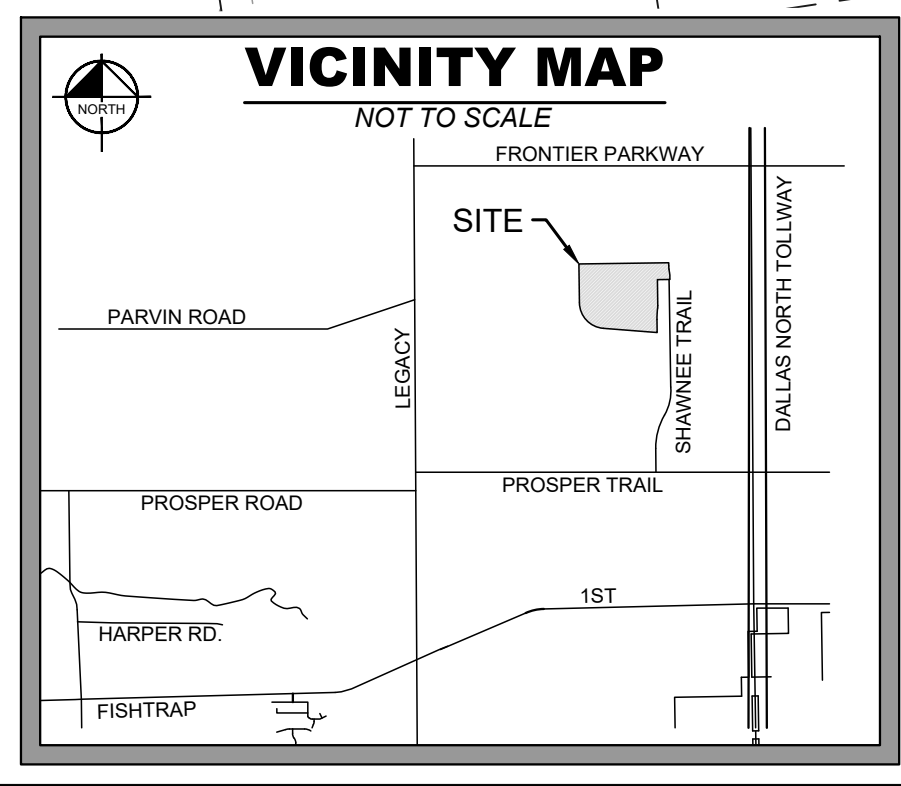 VICINITY MAP
NOT TO SCALE
NORTH
FRONTIER PARKWAY
SITE
DALLAS NORTH TOLLWAY
PARVIN ROAD
LEGACY
SHAWNEE TRAIL
PROSPER TRAIL
PROSPER ROAD
1ST
HARPER RD.
FISHTRAP